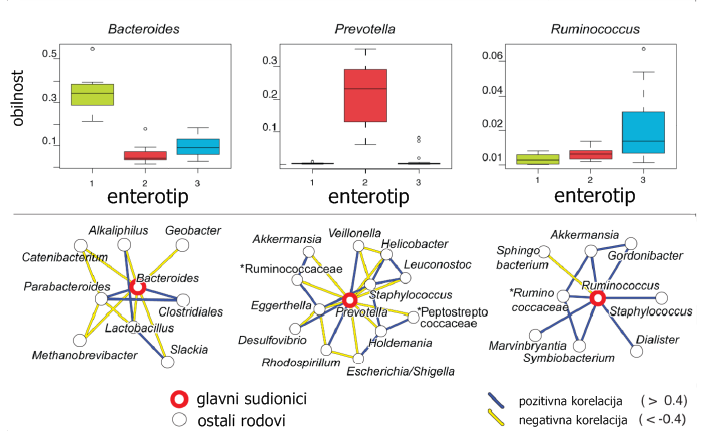 Bacteroides
Prevotella
Ruminococcus
obilnost
0.5
0.3
0.1
1 2 3
enterotip
0.3
0.2
0.1
1 2 3
enterotip
0.06
0.04
0.02
0.01
1 2 3
enterotip
Alkaliphilus
Geobacter
Catenibacterium
Bacteroides
Parabacteroides
Clostridiales
Lactobacillus
Methanobrevibacter
Slackia
Veillonella
Akkermansia
Helicobacter
*Ruminococcaceae
Leuconostoc
Staphylococcus
Eggerthella
Prevotella
*Peptostrepto
coccaceae
Desulfovibrio
Holdemania
Rhodospirillum
Escherichia/Shigella
Akkermansia
Sphingo
bacterium
Gordonibacter
Ruminococcus
*Rumino
coccaceae
Staphylococcus
Marvinbryantia
Dialister
Symbiobacterium
glavni sudionici
ostali rodovi
pozitivna korelacija (> 0.4)
negativna korelacija (<-0.4)